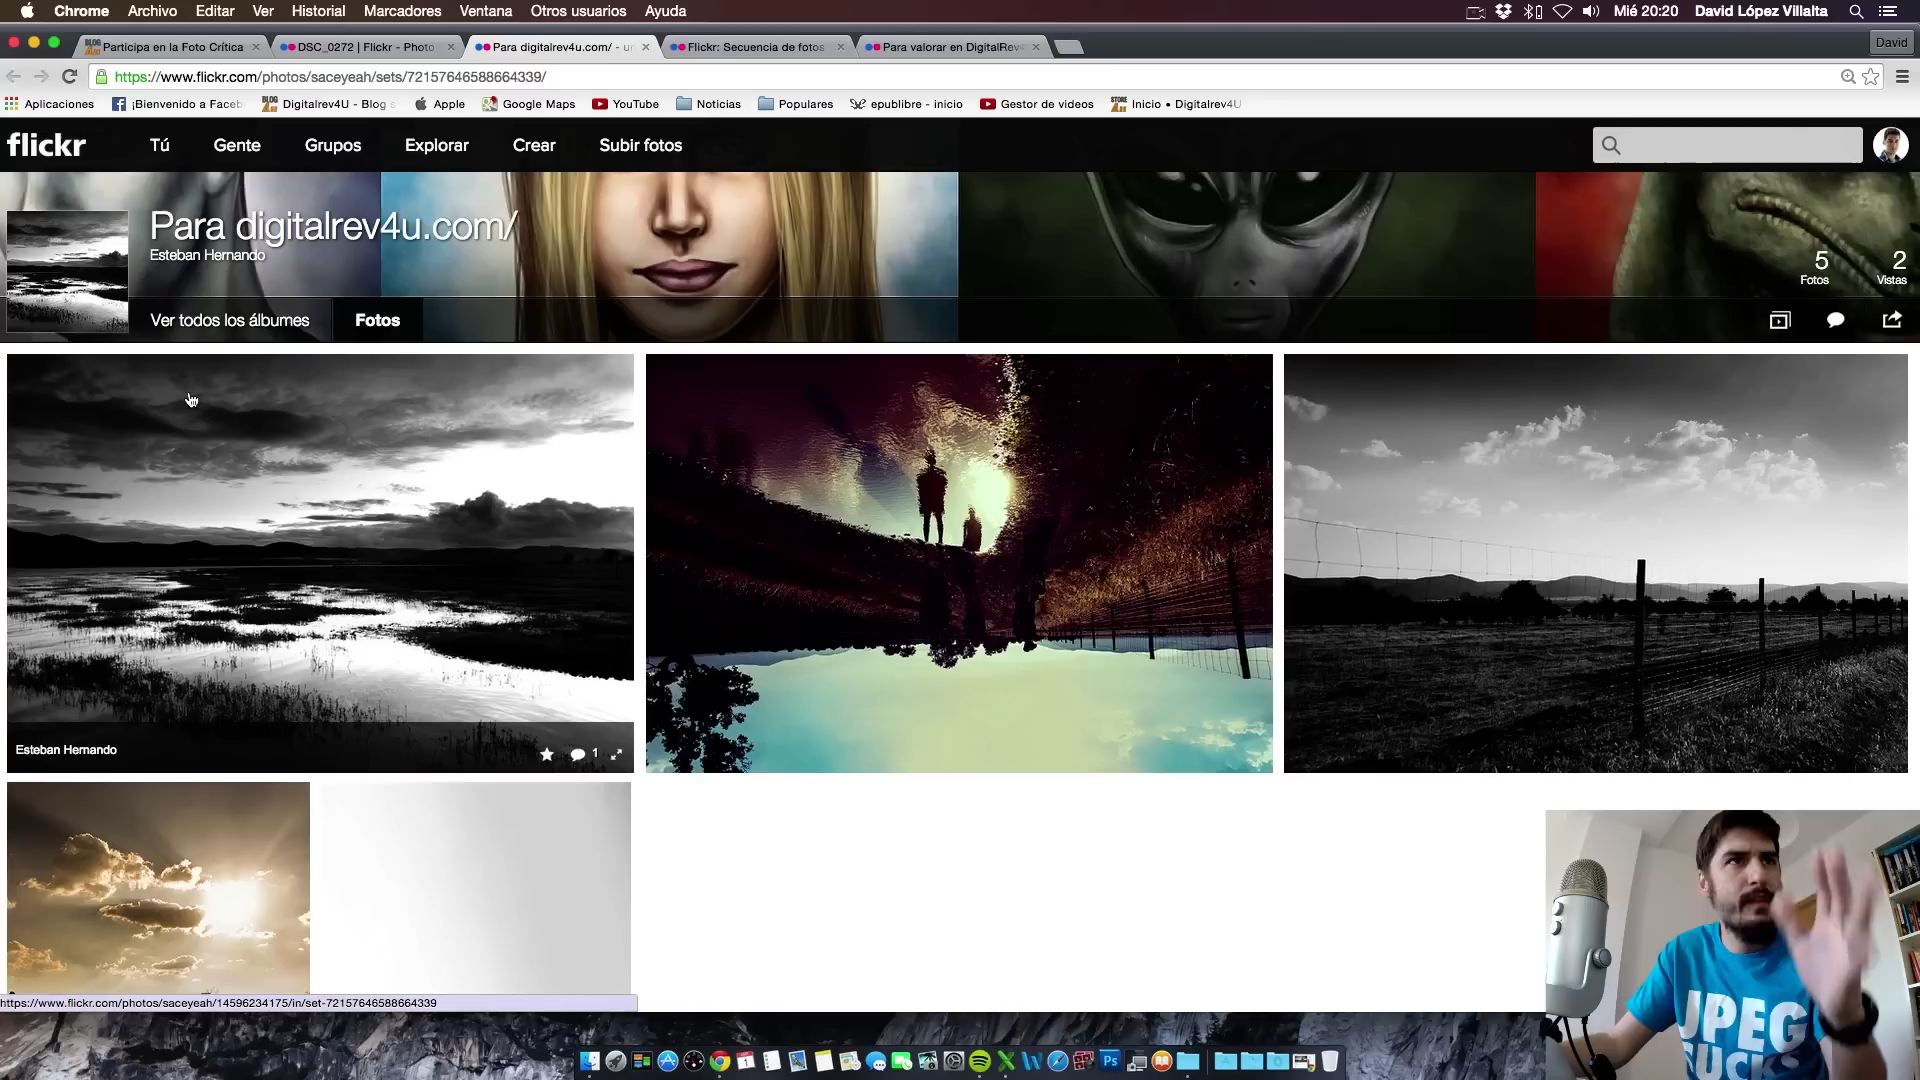 Chrome Archivo Editar Ver Historial Marcadores Ventana Otros usuarios Ayuda
Mié 20:20 David López Villalta
Participa en la Foto Crítica
DSC_0272 | Flickr - Photo
Para digitalrev4u.com/ - un
Flickr: Secuencia de fotos
Para valorar en DigitalRev
David
https://www.flickr.com/photos/saceyeah/sets/72157646588664339/
Aplicaciones
¡Bienvenido a Faceb
Digitalrev4U - Blog s
Apple
Google Maps
YouTube
Noticias
Populares
epublibre - inicio
Gestor de videos
Inicio • Digitalrev4U
flickr
Tú Gente Grupos Explorar Crear Subir fotos
Para digitalrev4u.com/
Esteban Hernando
5 2
Fotos Vistas
Ver todos los álbumes Fotos
Esteban Hernando
1
https://www.flickr.com/photos/saceyeah/14596234175/in/set-72157646588664339
JPEG
SUCKS